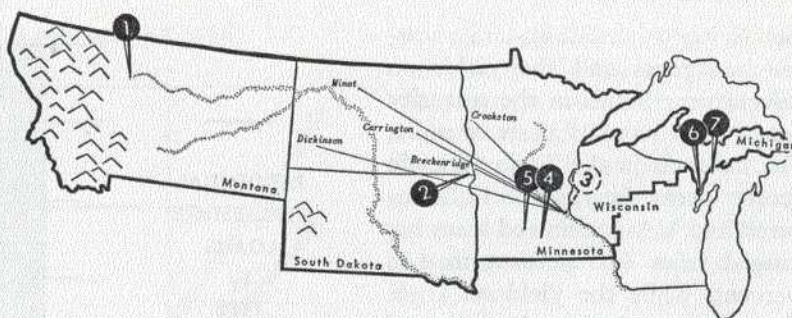 1
Minot
Crookston
Carrington
Dickinson
Breckenridge
2
5
4
3
6
7
Michigan
Montana
Wisconsin
South Dakota
Minnesota